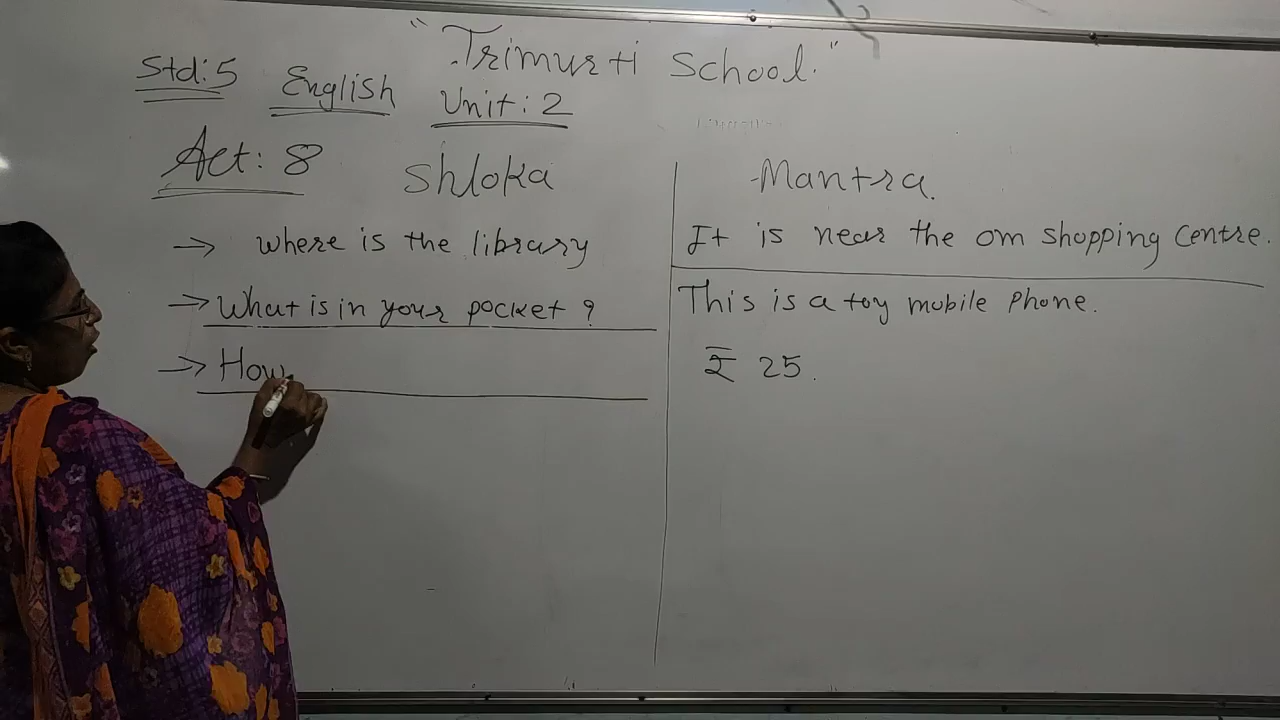 "Trimurti School."
Std: 5 English Unit: 2
Act: 8 Shloka Mantra.
→ where is the library It is near the om shopping Centre.
→ What is in your pocket ? This is a toy mobile phone.
→ How ₹ 25.